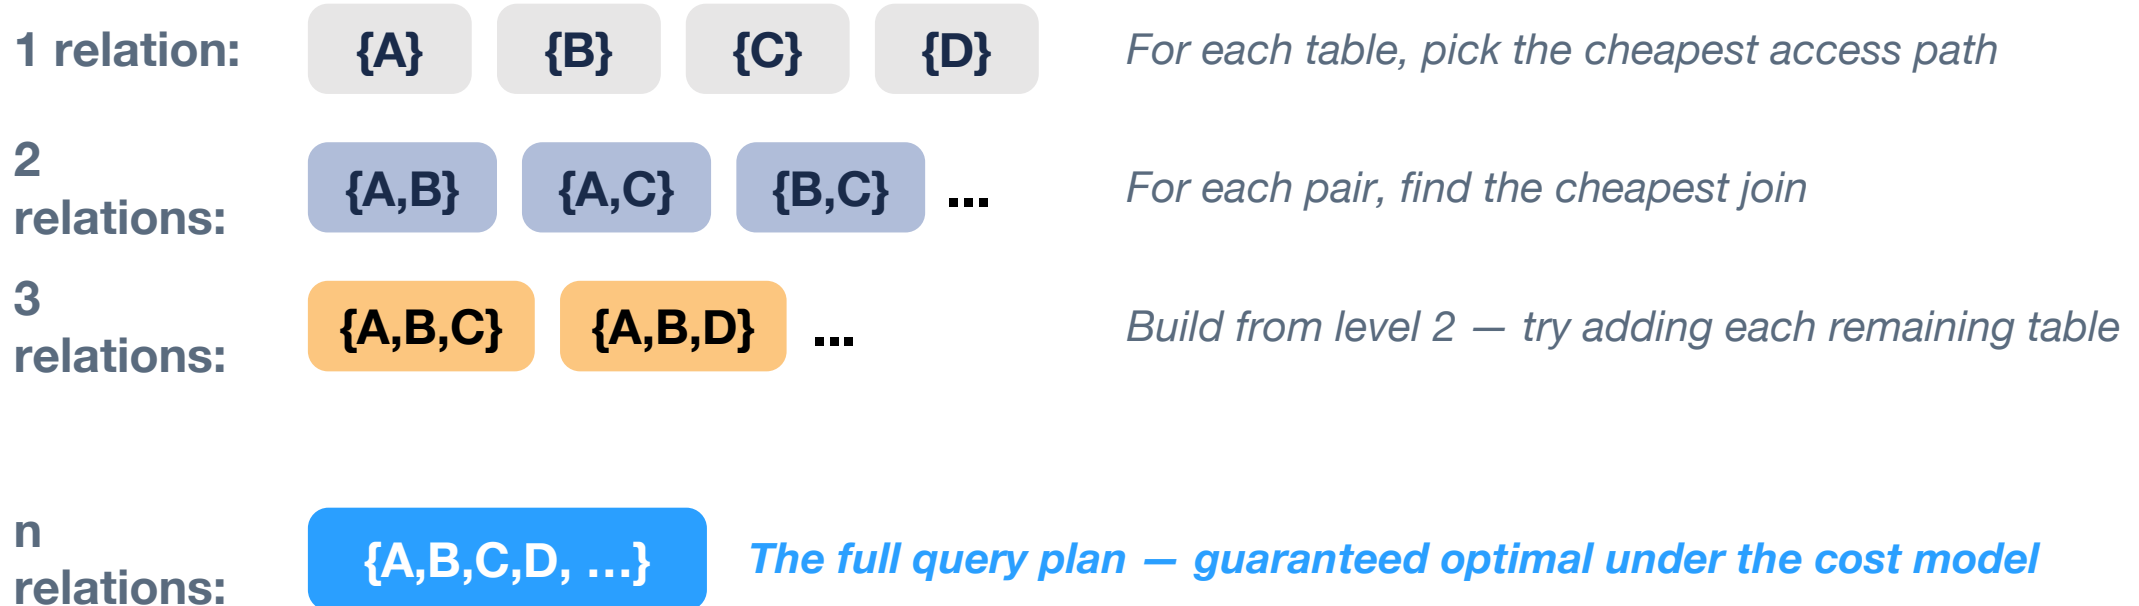 1 relation: {A} {B} {C} {D} For each table, pick the cheapest access path
2 relations: {A,B} {A,C} {B,C} ... For each pair, find the cheapest join
3 relations: {A,B,C} {A,B,D} ... Build from level 2 — try adding each remaining table
n relations: {A,B,C,D, ...} The full query plan — guaranteed optimal under the cost model